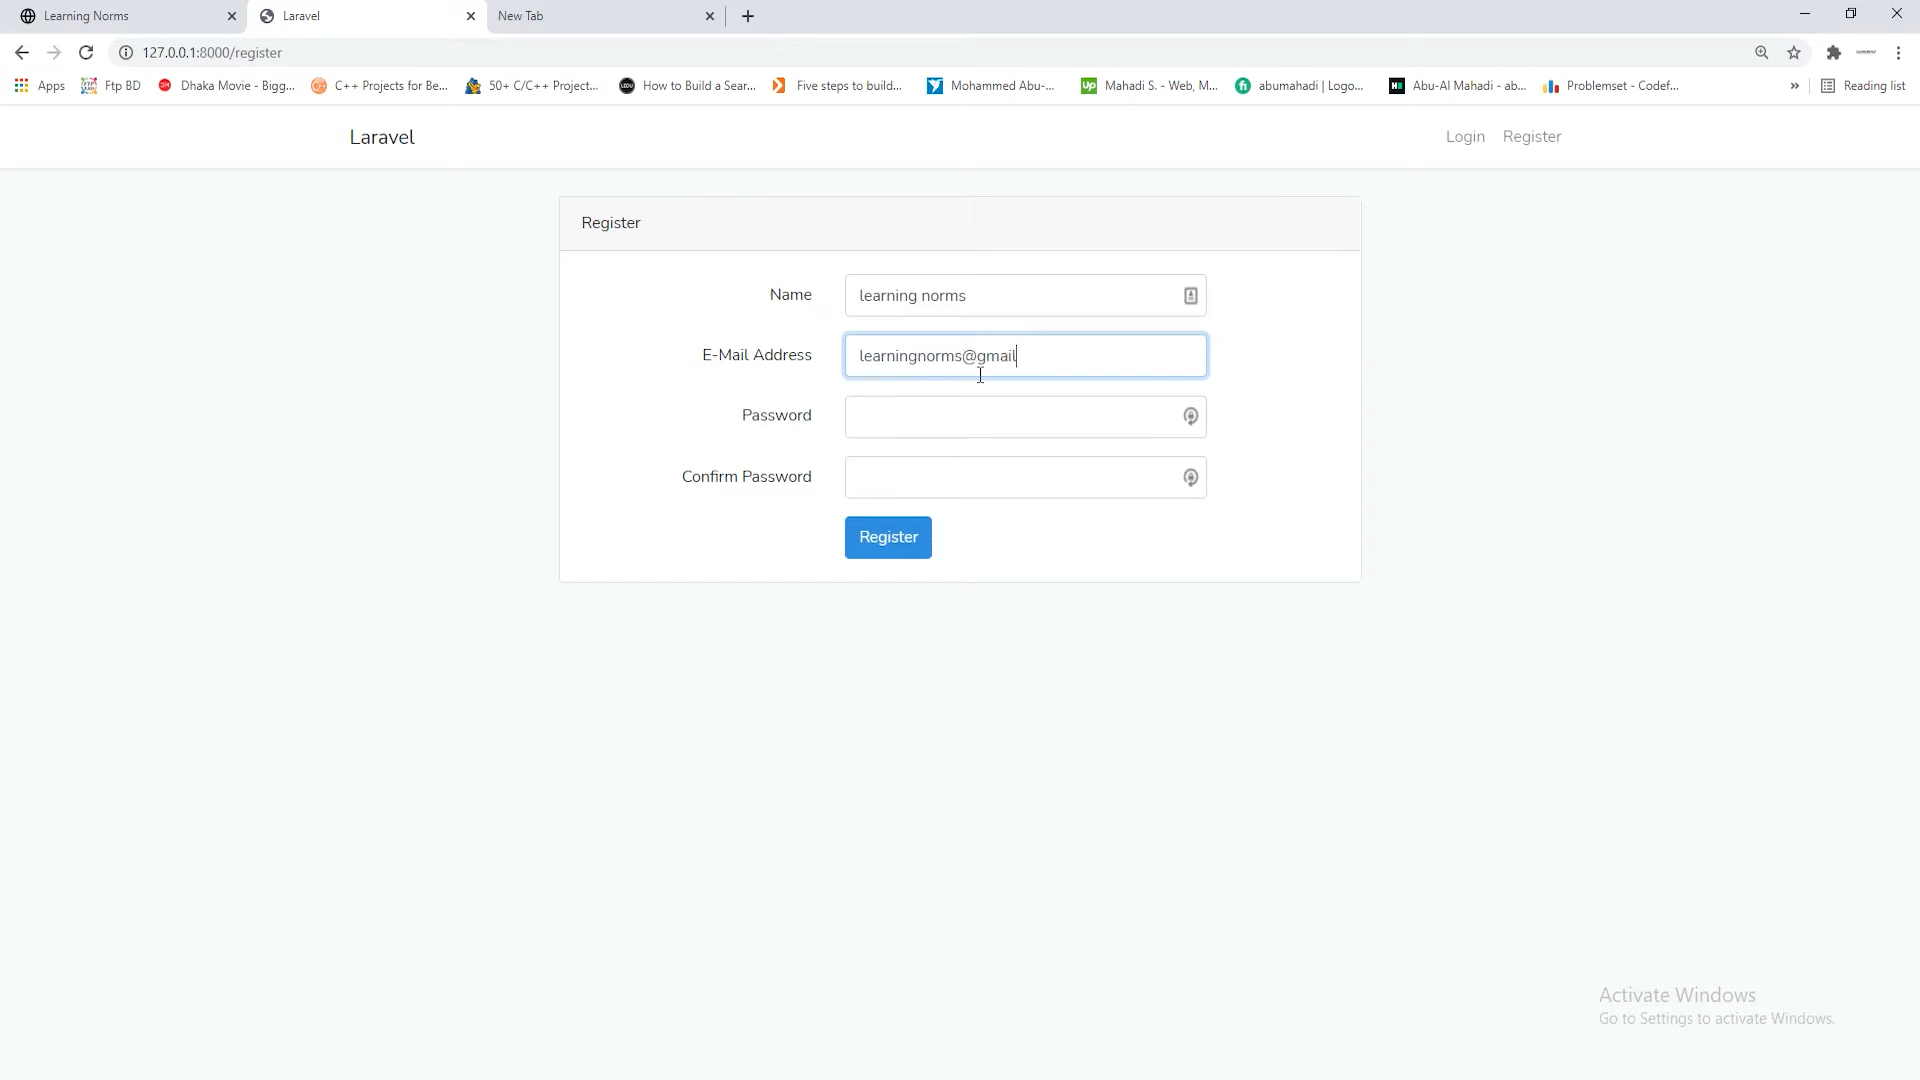 Learning Norms
Laravel
New Tab
127.0.0.1:8000/register
Apps
Ftp BD
Dhaka Movie - Bigg...
C++ Projects for Be...
50+ C/C++ Project...
How to Build a Sear...
Five steps to build...
Mohammed Abu-...
Mahadi S. - Web, M...
abumahadi | Logo...
Abu-Al Mahadi - ab...
Problemset - Codef...
»
Reading list
Laravel
Login
Register
Register
Name
learning norms
E-Mail Address
learningnorms@gmail
Password
Confirm Password
Register
Activate Windows
Go to Settings to activate Windows.